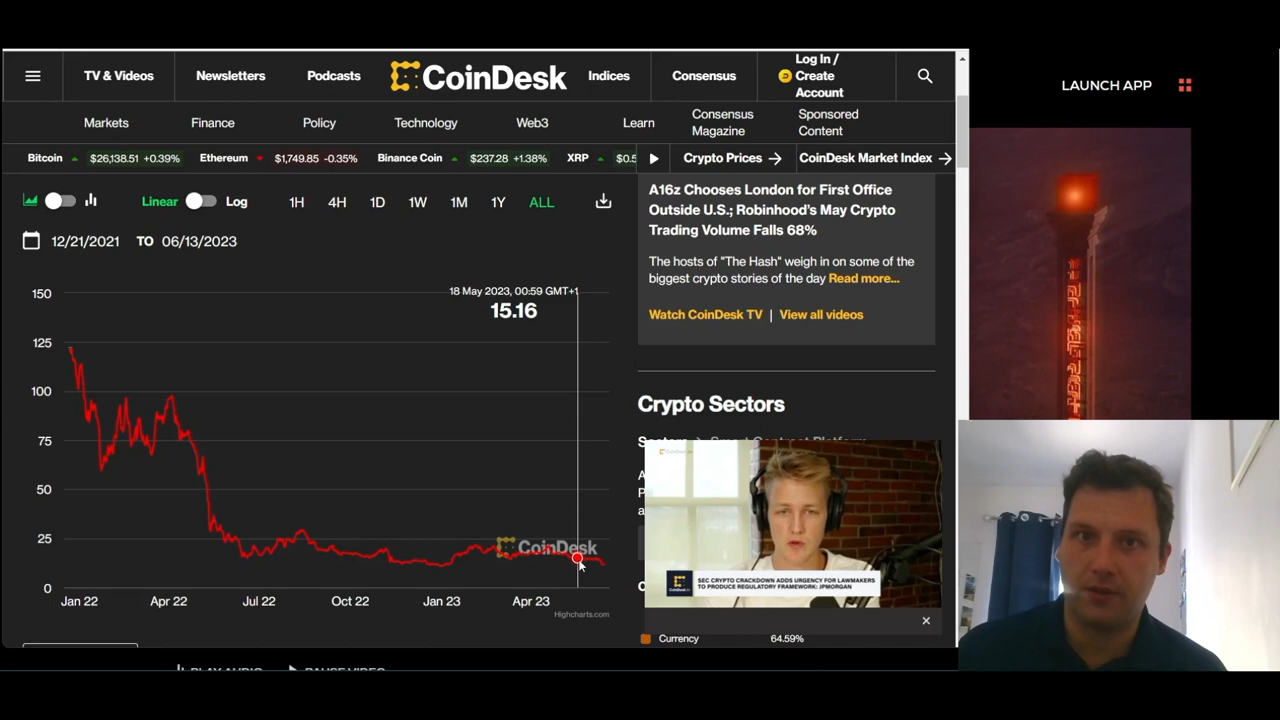 TV & Videos
Newsletters
Podcasts
CoinDesk
Indices
Consensus
Log In /
Create
Account
Markets
Finance
Policy
Technology
Web3
Learn
Consensus
Magazine
Sponsored
Content
Bitcoin $26,138.51 +0.39% Ethereum $1,749.85 -0.35% Binance Coin $237.28 +1.38% XRP $0.5
Crypto Prices →
CoinDesk Market Index →
LAUNCH APP
Linear Log 1H 4H 1D 1W 1M 1Y ALL
12/21/2021 TO 06/13/2023
18 May 2023, 00:59 GMT+1
15.16
150
125
100
75
50
25
0
Jan 22 Apr 22 Jul 22 Oct 22 Jan 23 Apr 23
CoinDesk
Highcharts.com
A16z Chooses London for First Office
Outside U.S.; Robinhood's May Crypto
Trading Volume Falls 68%
The hosts of "The Hash" weigh in on some of the
biggest crypto stories of the day Read more...
Watch CoinDesk TV | View all videos
Crypto Sectors
CoinDesk
SEC CRYPTO CRACKDOWN ADDS URGENCY FOR LAWMAKERS
TO PRODUCE REGULATORY FRAMEWORK: JPMORGAN
Currency 64.59%
PLAY AUDIO
PAUSE VIDEO